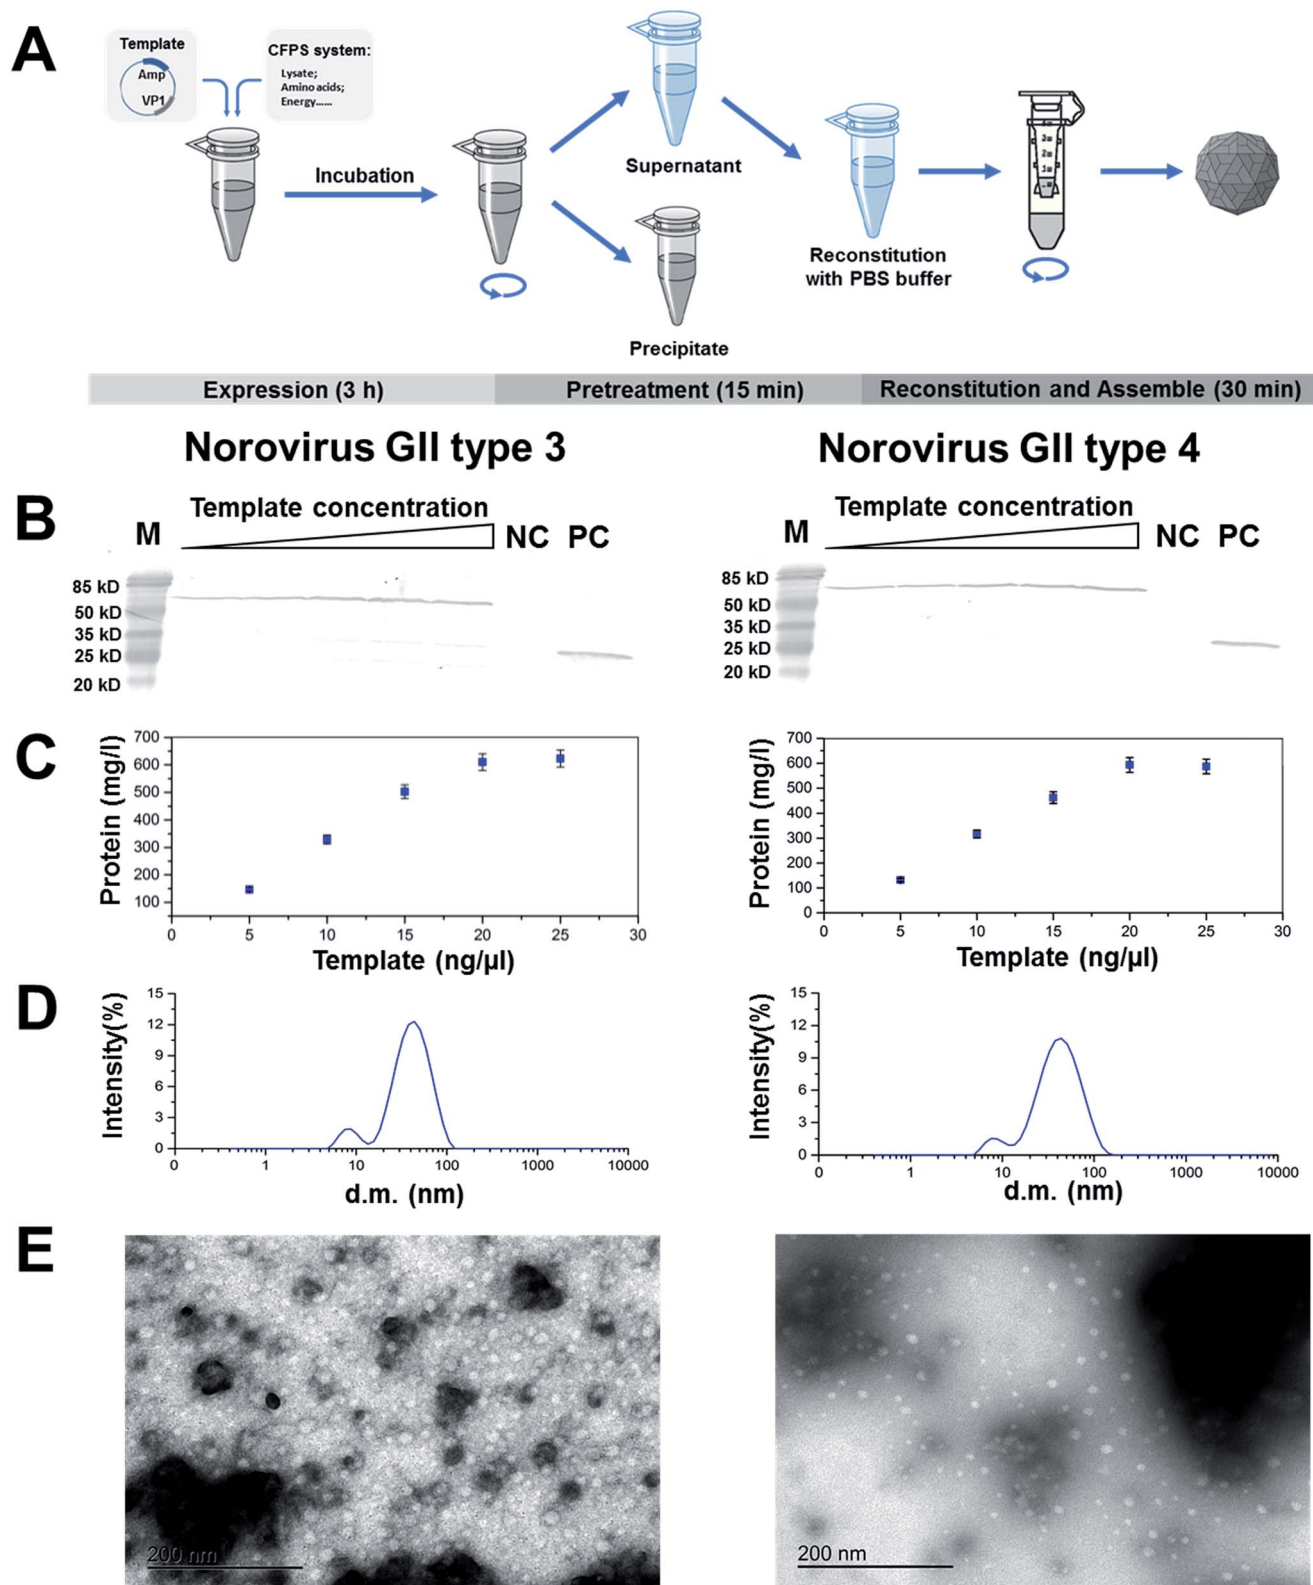 A
Template
Amp
VP1
CFPS system:
Lysate;
Amino acids;
Energy......
Incubation
Supernatant
Precipitate
Reconstitution
with PBS buffer
Expression (3 h)
Pretreatment (15 min)
Reconstitution and Assemble (30 min)
Norovirus GII type 3
Norovirus GII type 4
B
M
Template concentration
NC
PC
85 kD
50 kD
35 kD
25 kD
20 kD
M
Template concentration
NC
PC
85 kD
50 kD
35 kD
25 kD
20 kD
C
Protein (mg/l)
700
600
500
400
300
200
100
0 5 10 15 20 25 30
Template (ng/µl)
Protein (mg/l)
700
600
500
400
300
200
100
0
0 5 10 15 20 25 30
Template (ng/µl)
D
Intensity(%)
15
12
9
6
3
0
0 1 10 100 1000 10000
d.m. (nm)
Intensity(%)
15
12
9
6
3
0
0 1 10 100 1000 10000
d.m. (nm)
E
200 nm
200 nm